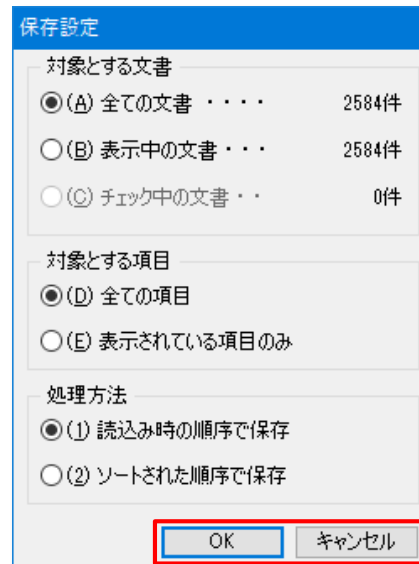 保存設定
対象とする文書
(A) 全ての文書 ・・・・ 2584件
(B) 表示中の文書・・・ 2584件
(C) チェック中の文書・・ 0件
対象とする項目
(D) 全ての項目
(E) 表示されている項目のみ
処理方法
(1) 読込み時の順序で保存
(2) ソートされた順序で保存
OK キャンセル